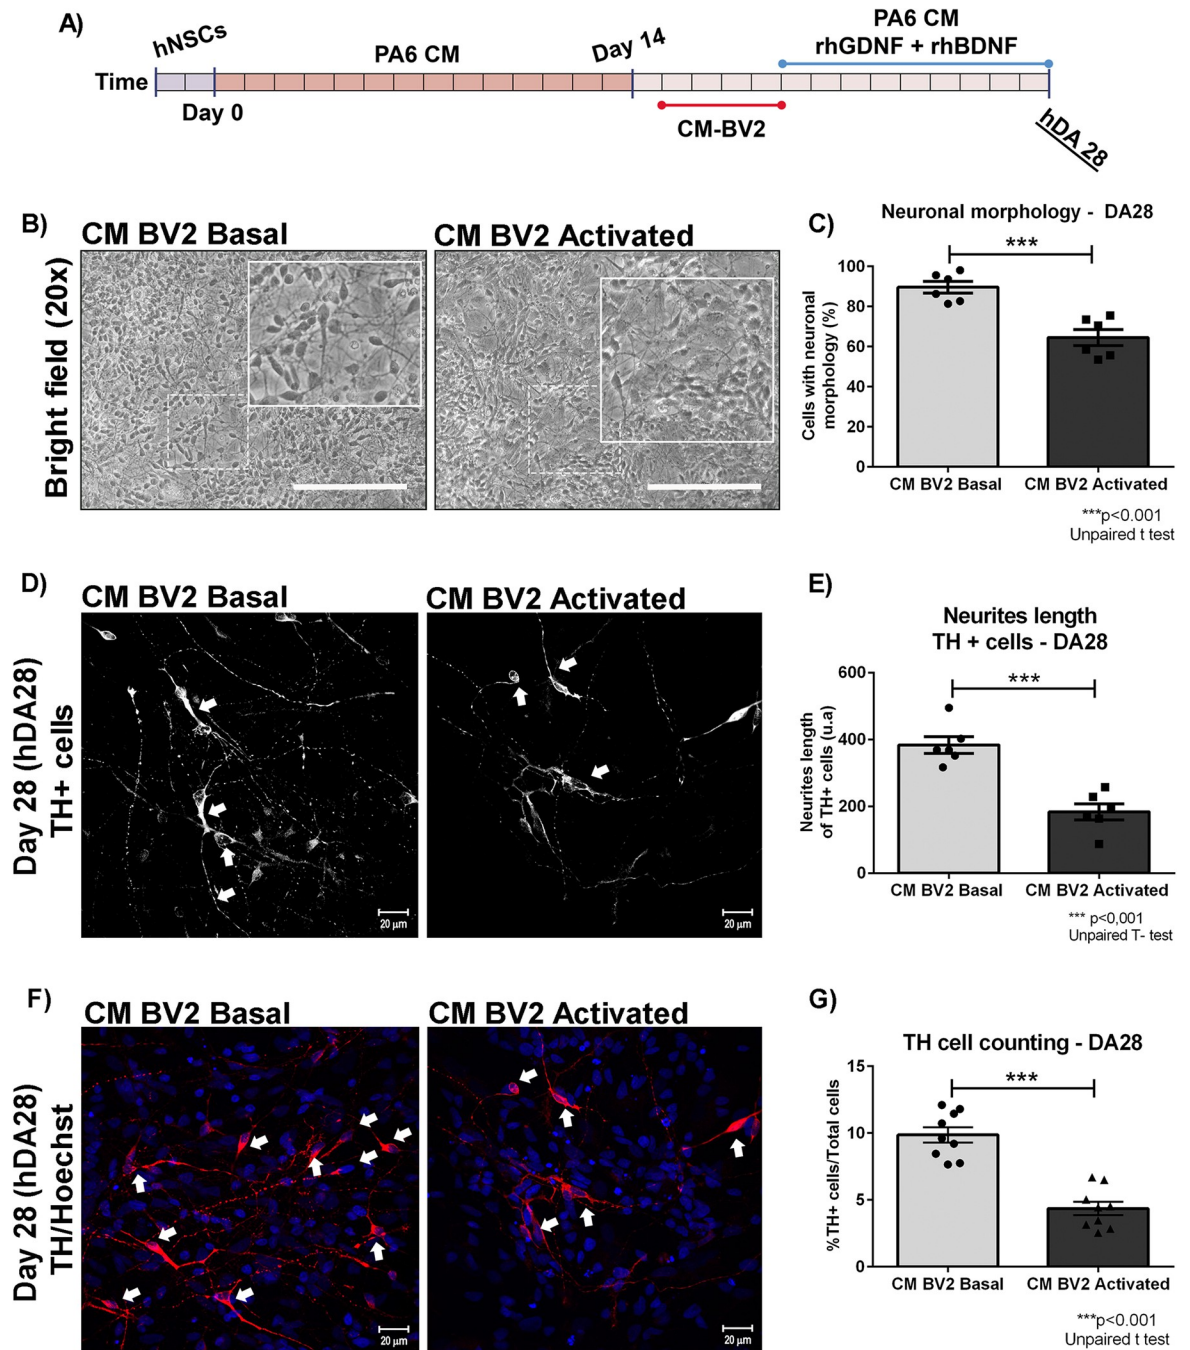 A)
hNSCs
PA6 CM
Day 14
PA6 CM
rhGDNF + rhBDNF
Time
Day 0
CM-BV2
hDA 28
B)
CM BV2 Basal
CM BV2 Activated
Bright field (20x)
C)
Neuronal morphology - DA28
***
Cells with neuronal
morphology (%)
100
80
60
40
20
0
CM BV2 Basal
CM BV2 Activated
***p<0.001
Unpaired t test
D)
CM BV2 Basal
CM BV2 Activated
Day 28 (hDA28)
TH+ cells
20 µm
20 µm
E)
Neurites length
TH + cells - DA28
***
Neurites length
of TH+ cells (u.a)
600
400
200
0
CM BV2 Basal
CM BV2 Activated
*** p<0,001
Unpaired T- test
F)
CM BV2 Basal
CM BV2 Activated
Day 28 (hDA28)
TH/Hoechst
20 µm
20 µm
G)
TH cell counting - DA28
***
%TH+ cells/Total cells
15
10
5
0
CM BV2 Basal
CM BV2 Activated
***p<0.001
Unpaired t test